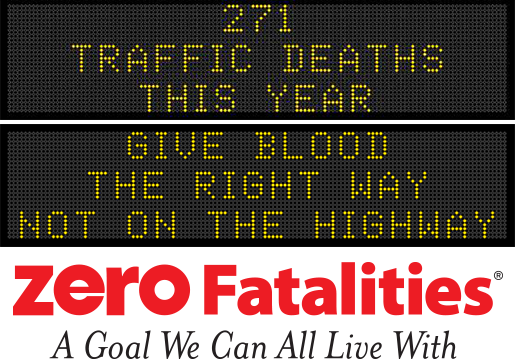 271
TRAFFIC DEATHS
THIS YEAR
GIVE BLOOD
THE RIGHT WAY
NOT ON THE HIGHWAY
zero Fatalities®
A Goal We Can All Live With